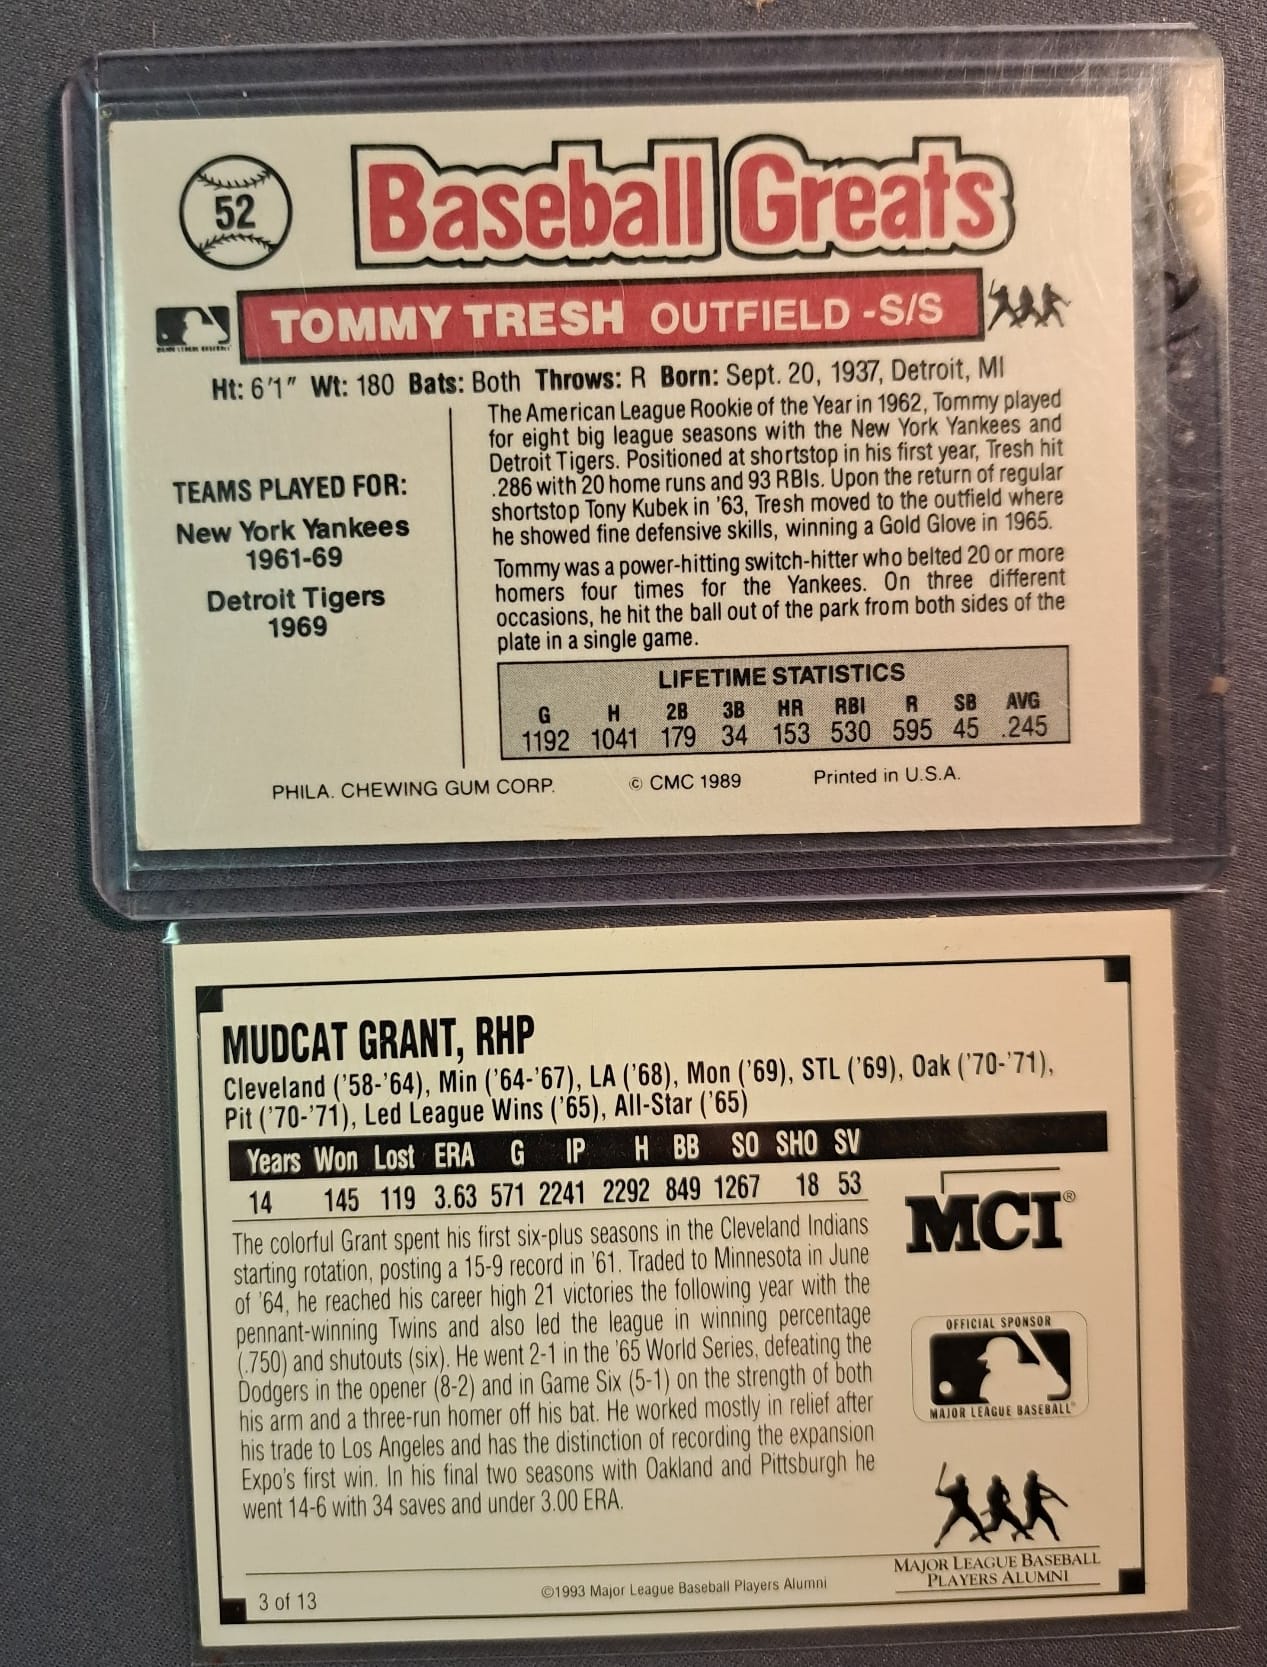 52
Baseball Greats
TOMMY TRESH OUTFIELD -S/S
Ht: 6'1" Wt: 180 Bats: Both Throws: R Born: Sept. 20, 1937, Detroit, MI
TEAMS PLAYED FOR:
New York Yankees
1961-69
Detroit Tigers
1969
The American League Rookie of the Year in 1962, Tommy played
for eight big league seasons with the New York Yankees and
Detroit Tigers. Positioned at shortstop in his first year, Tresh hit
.286 with 20 home runs and 93 RBIs. Upon the return of regular
shortstop Tony Kubek in '63, Tresh moved to the outfield where
he showed fine defensive skills, winning a Gold Glove in 1965.
Tommy was a power-hitting switch-hitter who belted 20 or more
homers four times for the Yankees. On three different
occasions, he hit the ball out of the park from both sides of the
plate in a single game.
LIFETIME STATISTICS
G H 2B 3B HR RBI R SB AVG
1192 1041 179 34 153 530 595 45 .245
PHILA. CHEWING GUM CORP. © CMC 1989 Printed in U.S.A.
MUDCAT GRANT, RHP
Cleveland ('58-'64), Min ('64-'67), LA ('68), Mon ('69), STL ('69), Oak ('70-'71),
Pit ('70-'71), Led League Wins ('65), All-Star ('65)
Years Won Lost ERA G IP H BB SO SHO SV
14 145 119 3.63 571 2241 2292 849 1267 18 53
The colorful Grant spent his first six-plus seasons in the Cleveland Indians
starting rotation, posting a 15-9 record in '61. Traded to Minnesota in June
of '64, he reached his career high 21 victories the following year with the
pennant-winning Twins and also led the league in winning percentage
(.750) and shutouts (six). He went 2-1 in the '65 World Series, defeating the
Dodgers in the opener (8-2) and in Game Six (5-1) on the strength of both
his arm and a three-run homer off his bat. He worked mostly in relief after
his trade to Los Angeles and has the distinction of recording the expansion
Expo's first win. In his final two seasons with Oakland and Pittsburgh he
went 14-6 with 34 saves and under 3.00 ERA.
MCI®
OFFICIAL SPONSOR
MAJOR LEAGUE BASEBALL®
MAJOR LEAGUE BASEBALL
PLAYERS ALUMNI
3 of 13
©1993 Major League Baseball Players Alumni